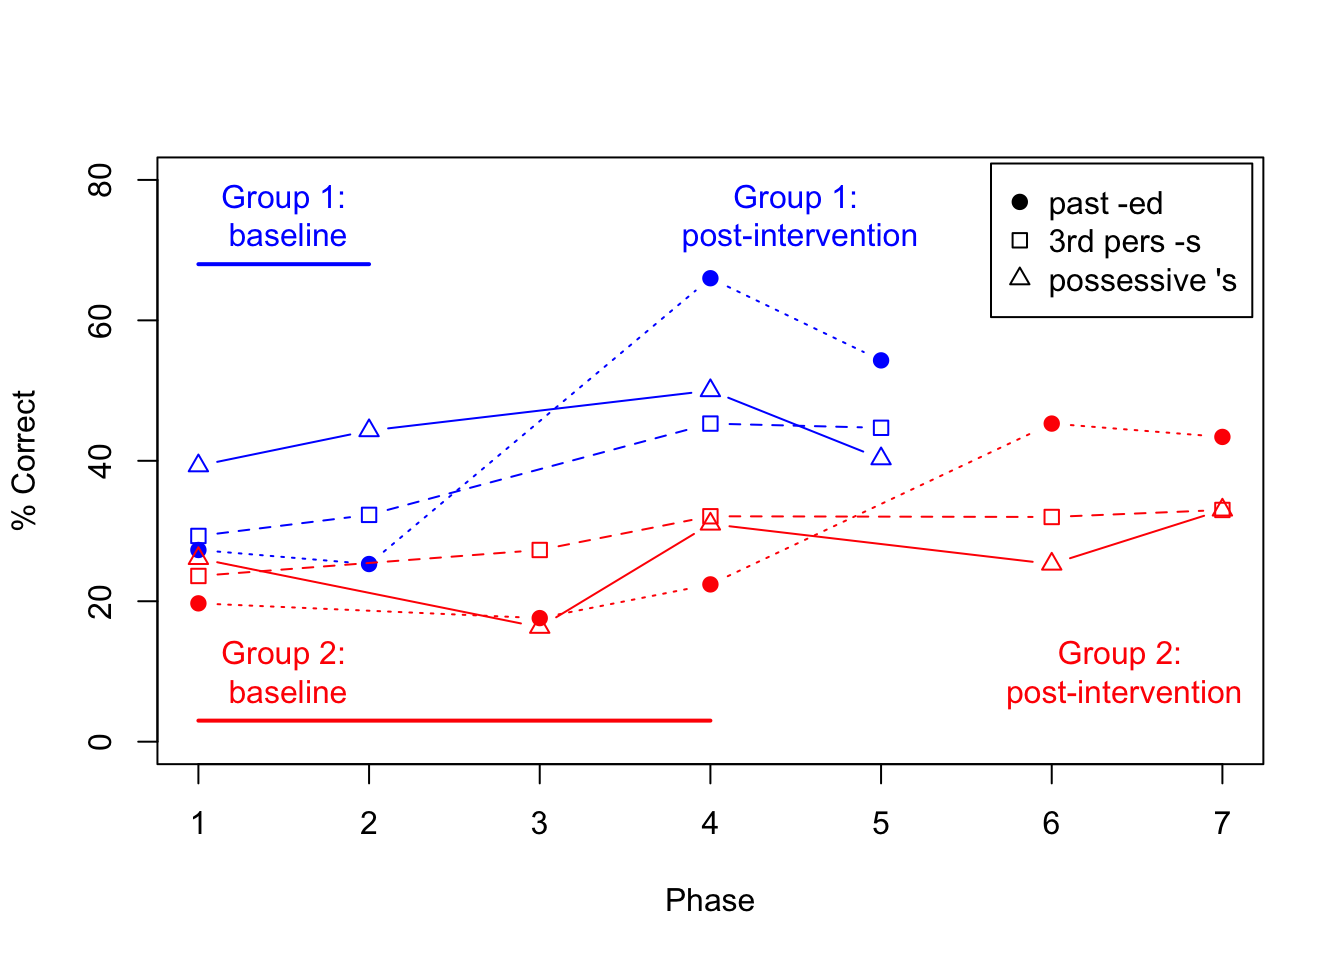 80
60
40
20
0
% Correct
Group 1:
baseline
Group 1:
post-intervention
past -ed
3rd pers -s
possessive 's
Group 2:
baseline
Group 2:
post-intervention
1 2 3 4 5 6 7
Phase